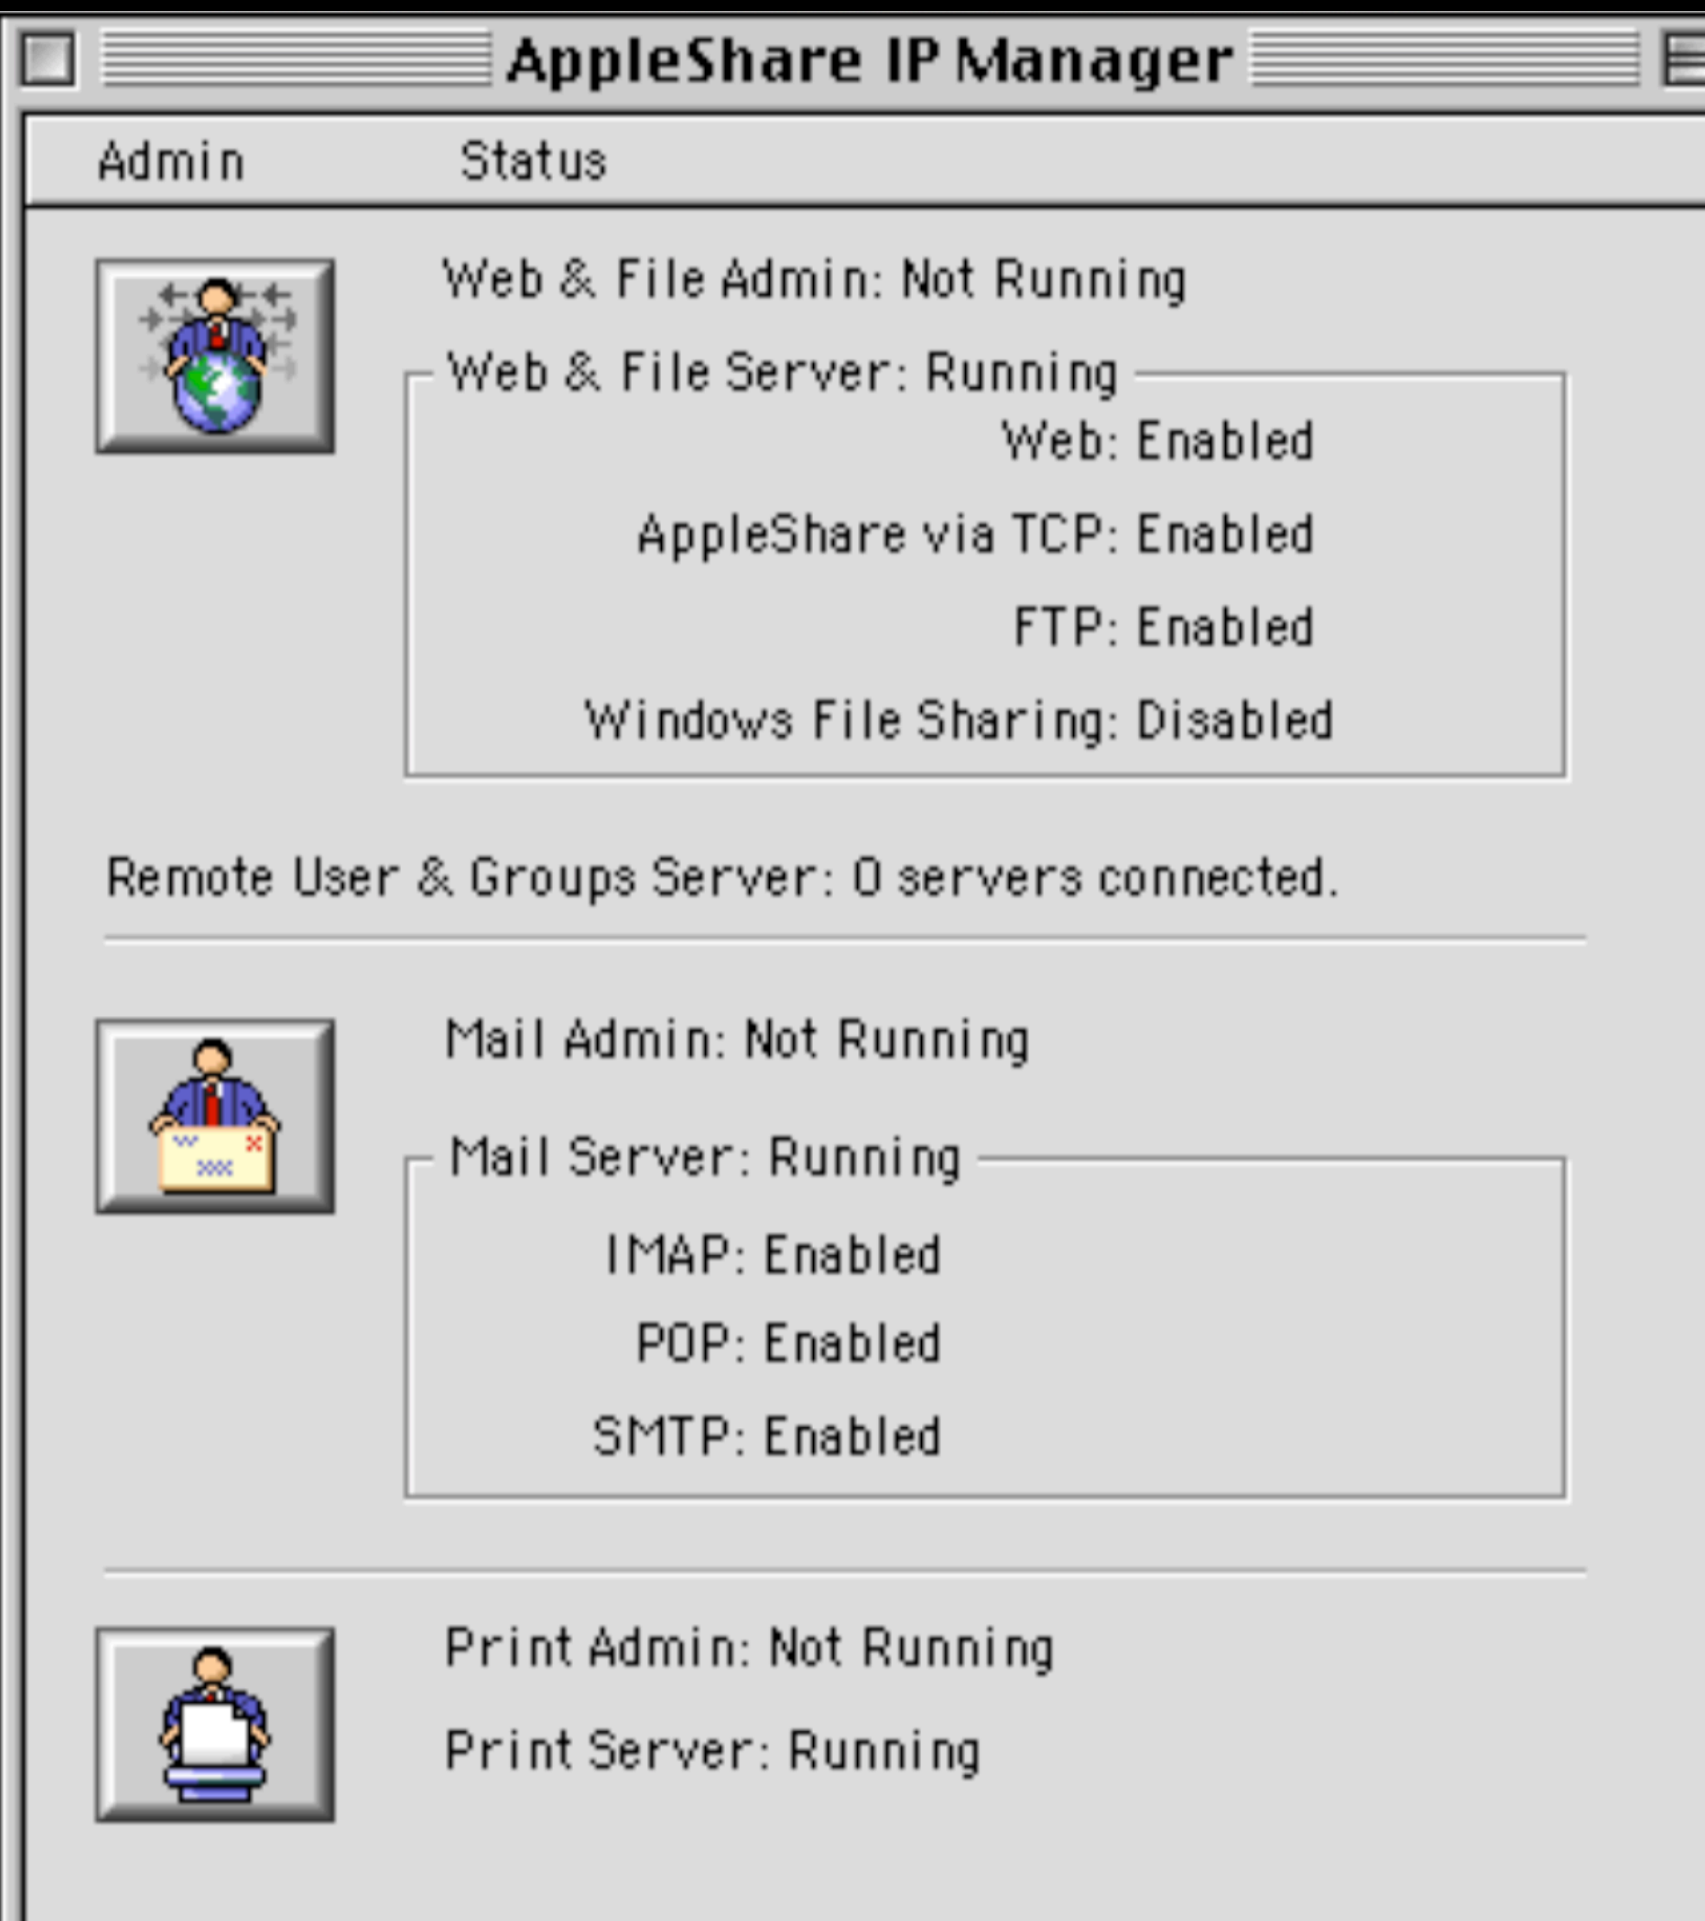 AppleShare IP Manager
Admin Status
Web & File Admin: Not Running
Web & File Server: Running
Web: Enabled
AppleShare via TCP: Enabled
FTP: Enabled
Windows File Sharing: Disabled
Remote User & Groups Server: 0 servers connected.
Mail Admin: Not Running
Mail Server: Running
IMAP: Enabled
POP: Enabled
SMTP: Enabled
Print Admin: Not Running
Print Server: Running